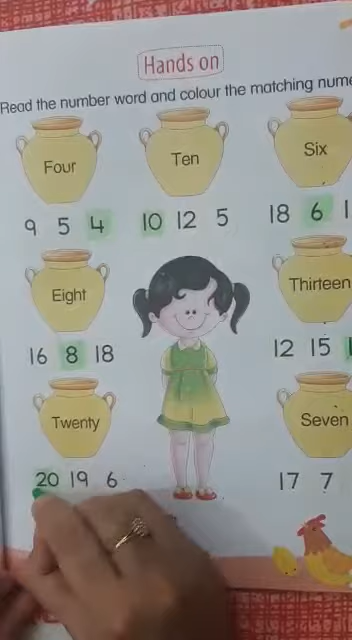 Hands on
Read the number word and colour the matching
Four
Ten
Six
9 5 4
10 12 5
18 6
Eight
Thirteen
16 8 18
12 15
Twenty
Seven
20 19 6
17 7